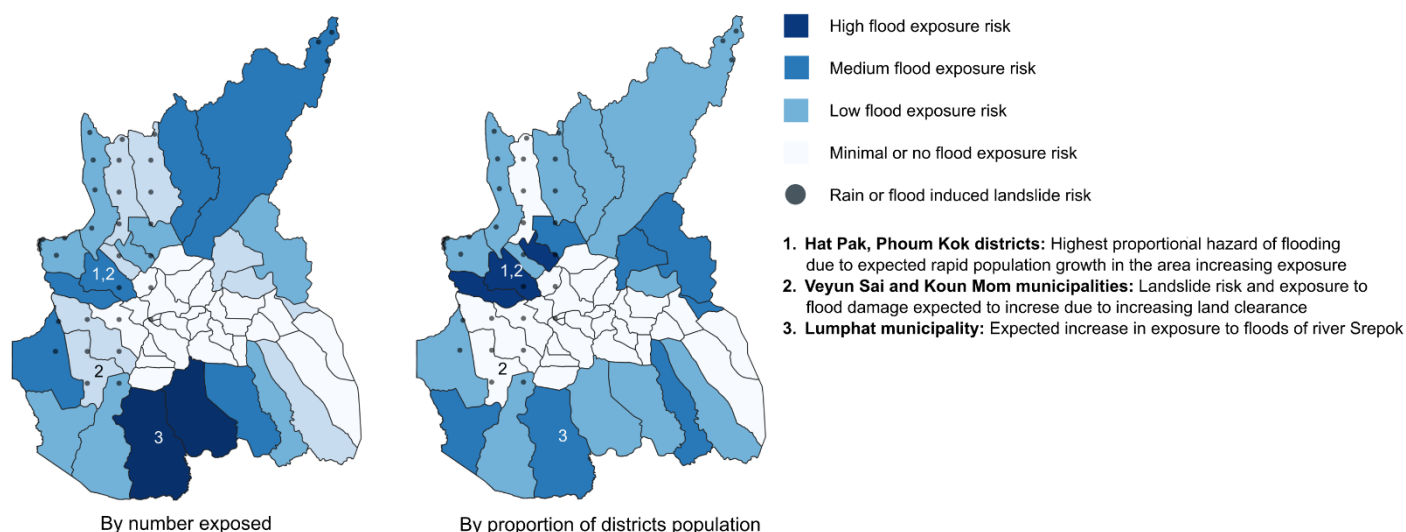 High flood exposure risk
Medium flood exposure risk
Low flood exposure risk
Minimal or no flood exposure risk
Rain or flood induced landslide risk
1. Hat Pak, Phoum Kok districts: Highest proportional hazard of flooding
due to expected rapid population growth in the area increasing exposure
2. Veyun Sai and Koun Mom municipalities: Landslide risk and exposure to
flood damage expected to increse due to increasing land clearance
3. Lumphat municipality: Expected increase in exposure to floods of river Srepok
1,2
2
3
By number exposed
1,2
2
3
By proportion of districts population